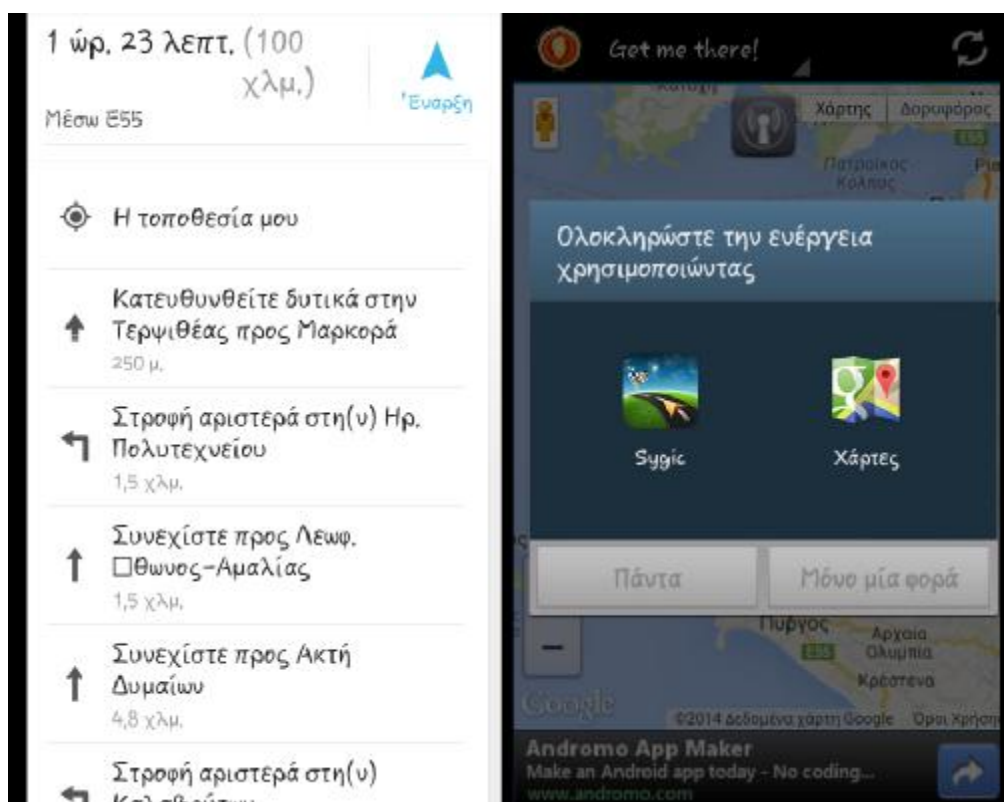 1 ώρ. 23 λεπτ. (100
χλμ.)
Έναρξη
Μέσω E55
Η τοποθεσία μου
Κατευθυνθείτε δυτικά στην
Τερψιθέας προς Μαρκορά
250 μ.
Στροφή αριστερά στη(ν) Ηρ.
Πολυτεχνείου
1,5 χλμ.
Συνεχίστε προς Λεωφ.
□θωνος-Αμαλίας
1,5 χλμ.
Συνεχίστε προς Ακτή
Δυμαίων
4,8 χλμ.
Στροφή αριστερά στη(ν)
Get me there!
Χάρτης
Δορυφόρος
E55
Πατραϊκός
Κόλπος
Ολοκληρώστε την ενέργεια
χρησιμοποιώντας
Sygic
Χάρτες
Πάντα
Μόνο μία φορά
Πύργος
E55
Αρχαία
Ολυμπία
Κρέστενα
Google
©2014 Δεδομένα χάρτη Google
Όροι Χρήση
Andromo App Maker
Make an Android app today - No coding...
www.andromo.com